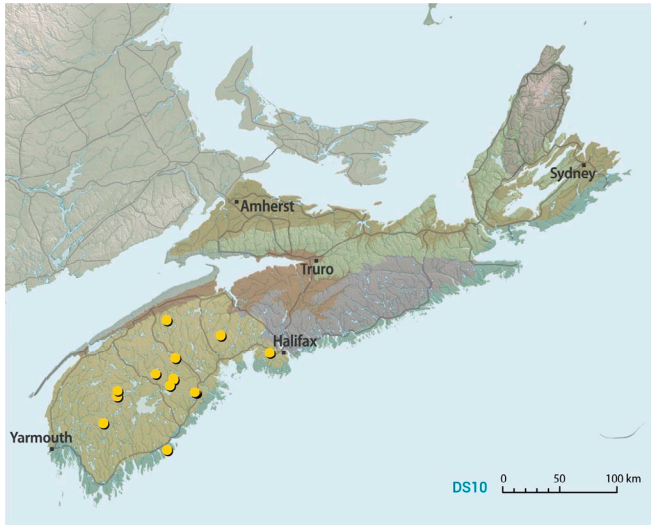 Sydney
Amherst
Truro
Halifax
Yarmouth
DS10 0 50 100 km